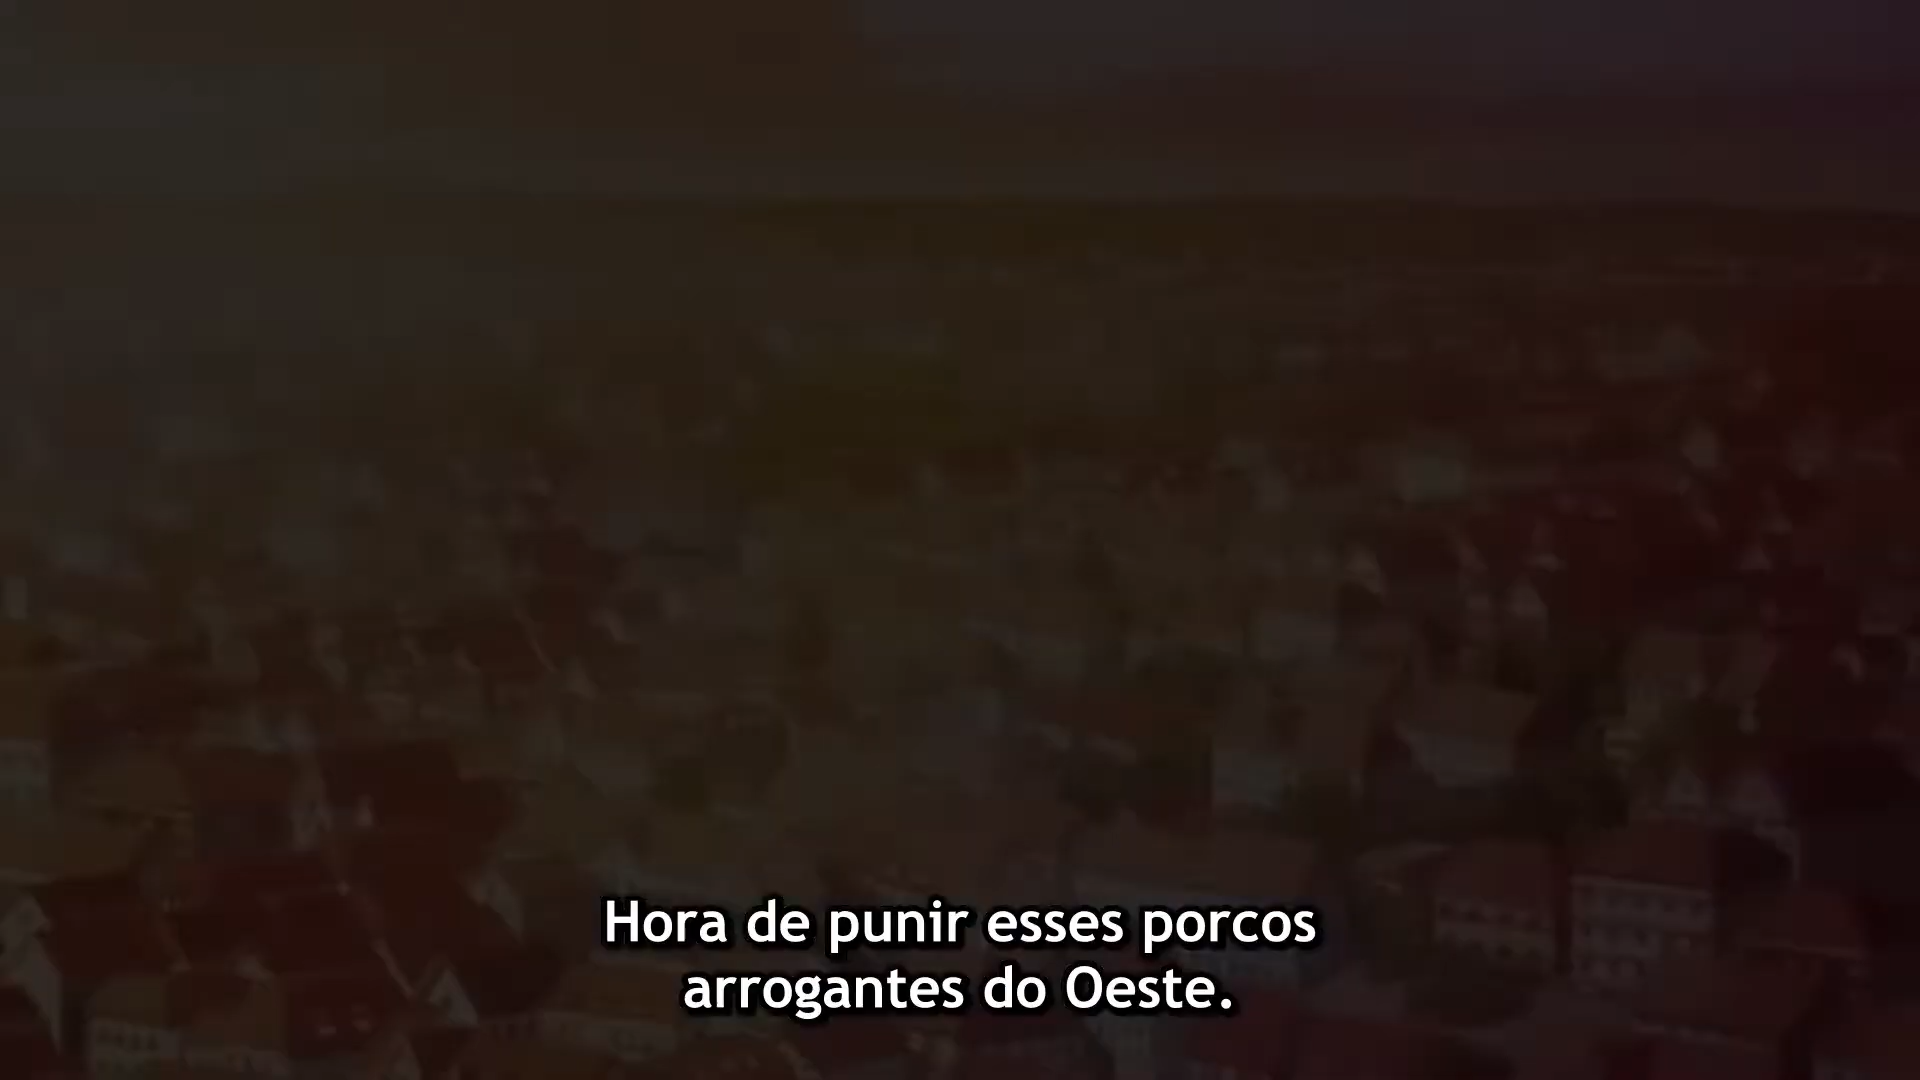 Hora de punir esses porcos
arrogantes do Oeste.